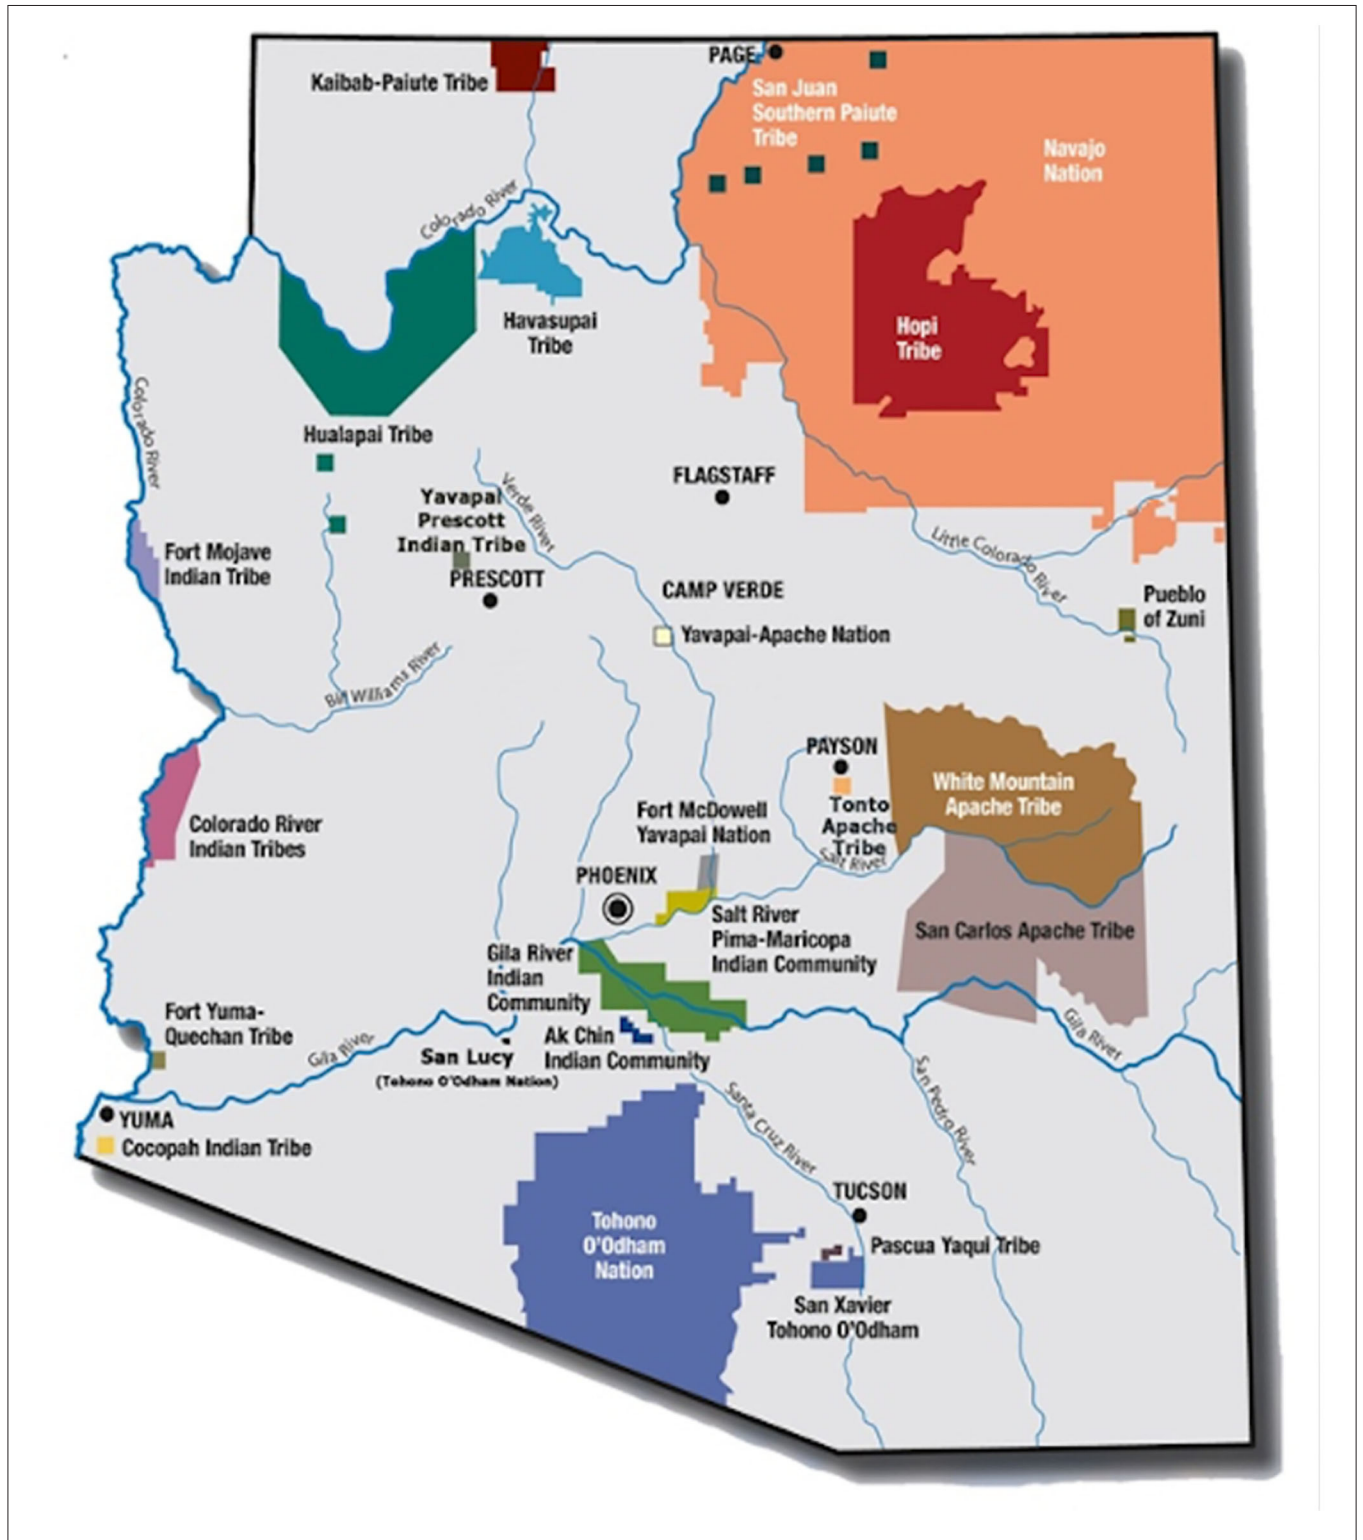 PAGE
Kaibab-Paiute Tribe
San Juan
Southern Paiute
Tribe
Navajo
Nation
Colorado River
Havasupai
Tribe
Hopi
Tribe
Colorado River
Hualapai Tribe
FLAGSTAFF
Verde River
Yavapai
Prescott
Indian Tribe
PRESCOTT
Fort Mojave
Indian Tribe
Little Colorado River
CAMP VERDE
Yavapai-Apache Nation
Pueblo
of Zuni
Bill Williams River
PAYSON
Tonto
Apache
Tribe
White Mountain
Apache Tribe
Fort McDowell
Yavapai Nation
Colorado River
Indian Tribes
Salt River
PHOENIX
Salt River
Pima-Maricopa
Indian Community
San Carlos Apache Tribe
Gila River
Indian
Community
Fort Yuma-
Quechan Tribe
Gila River
San Lucy
(Tohono O'Odham Nation)
Ak Chin
Indian Community
Gila River
San Pedro River
Santa Cruz River
YUMA
Cocopah Indian Tribe
TUCSON
Tohono
O'Odham
Nation
Pascua Yaqui Tribe
San Xavier
Tohono O'Odham